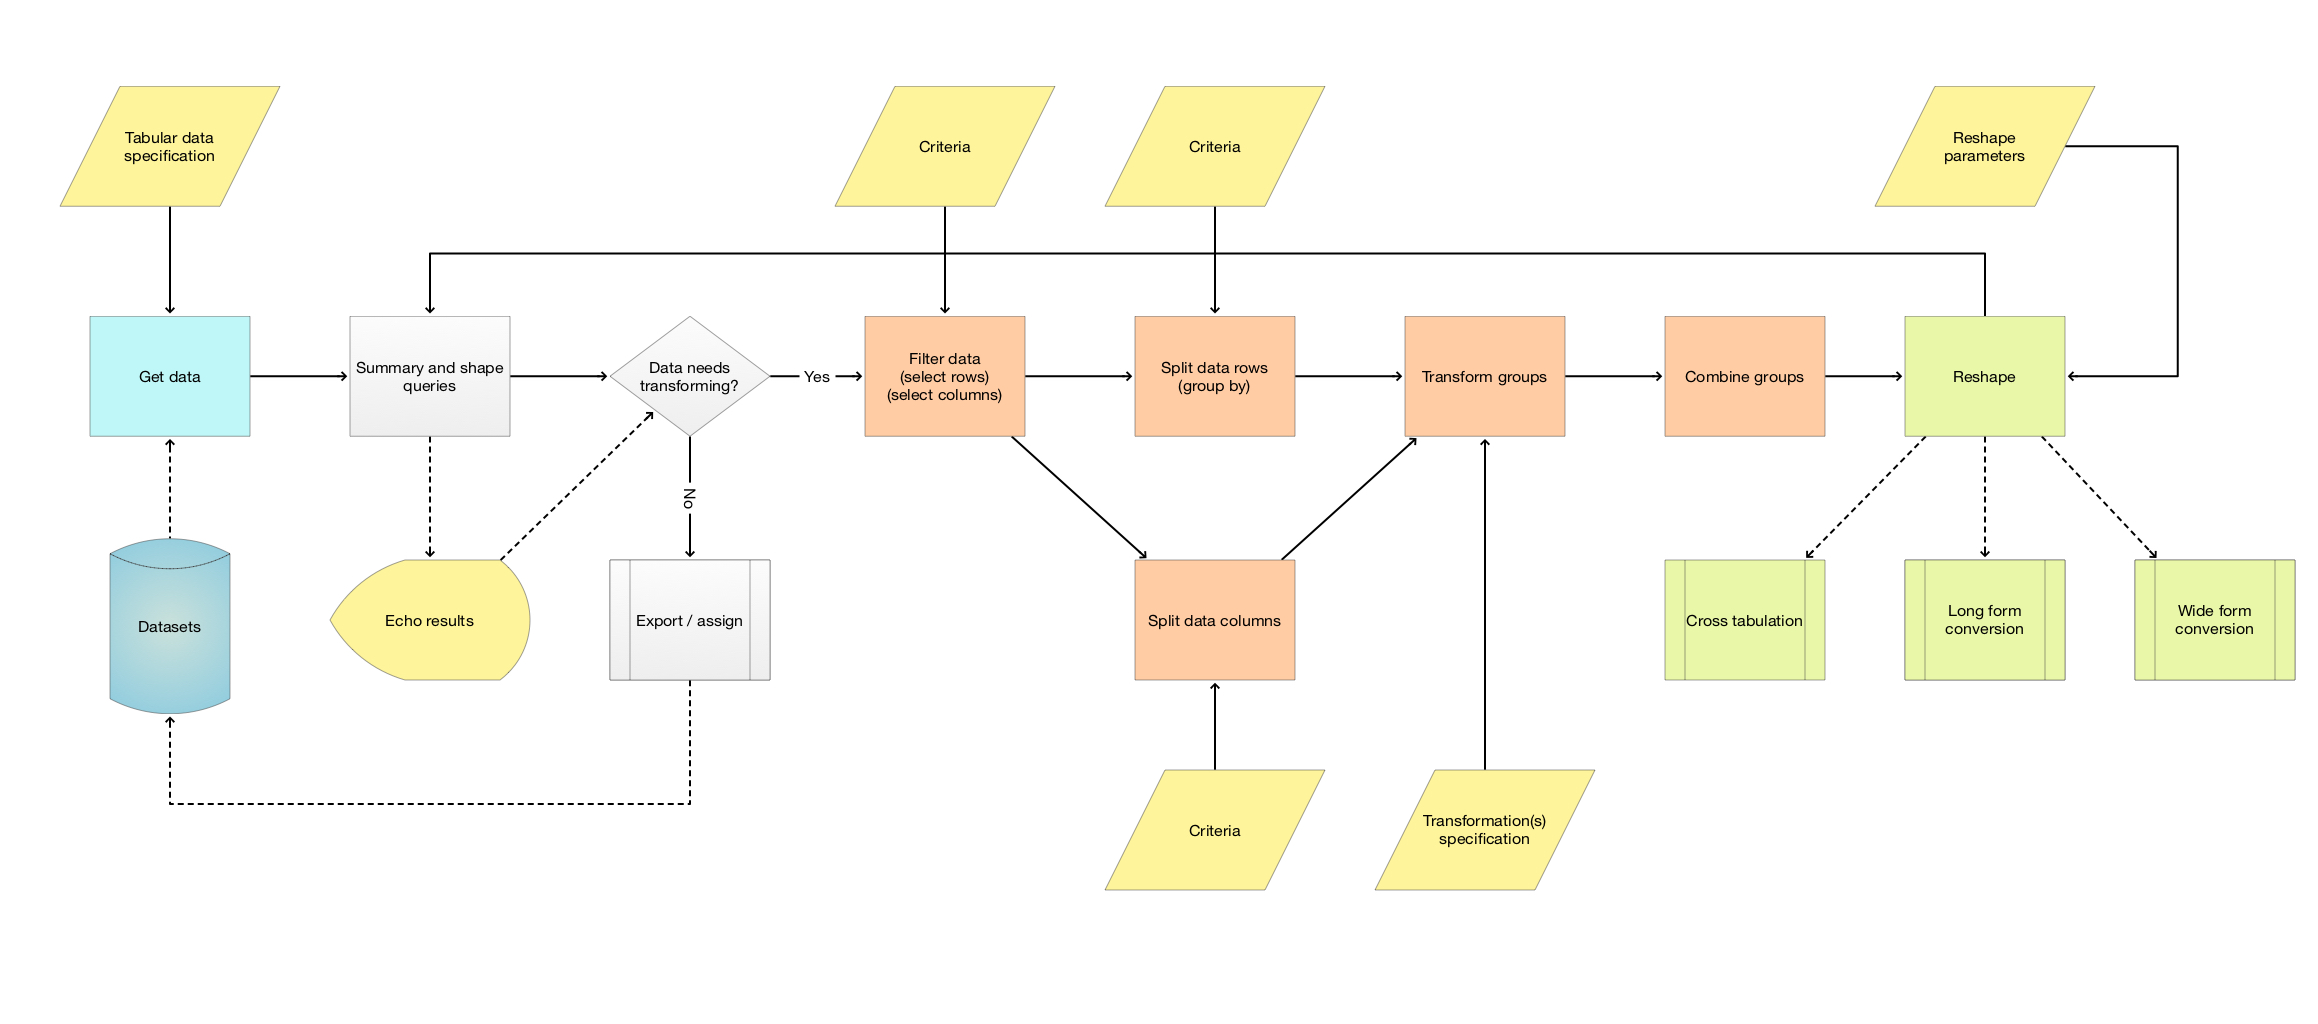 Tabular data
specification
Criteria
Criteria
Reshape
parameters
Get data
Summary and shape
queries
Data needs
transforming?
Yes
Filter data
(select rows)
(select columns)
Split data rows
(group by)
Transform groups
Combine groups
Reshape
No
Datasets
Echo results
Export / assign
Split data columns
Cross tabulation
Long form
conversion
Wide form
conversion
Criteria
Transformation(s)
specification